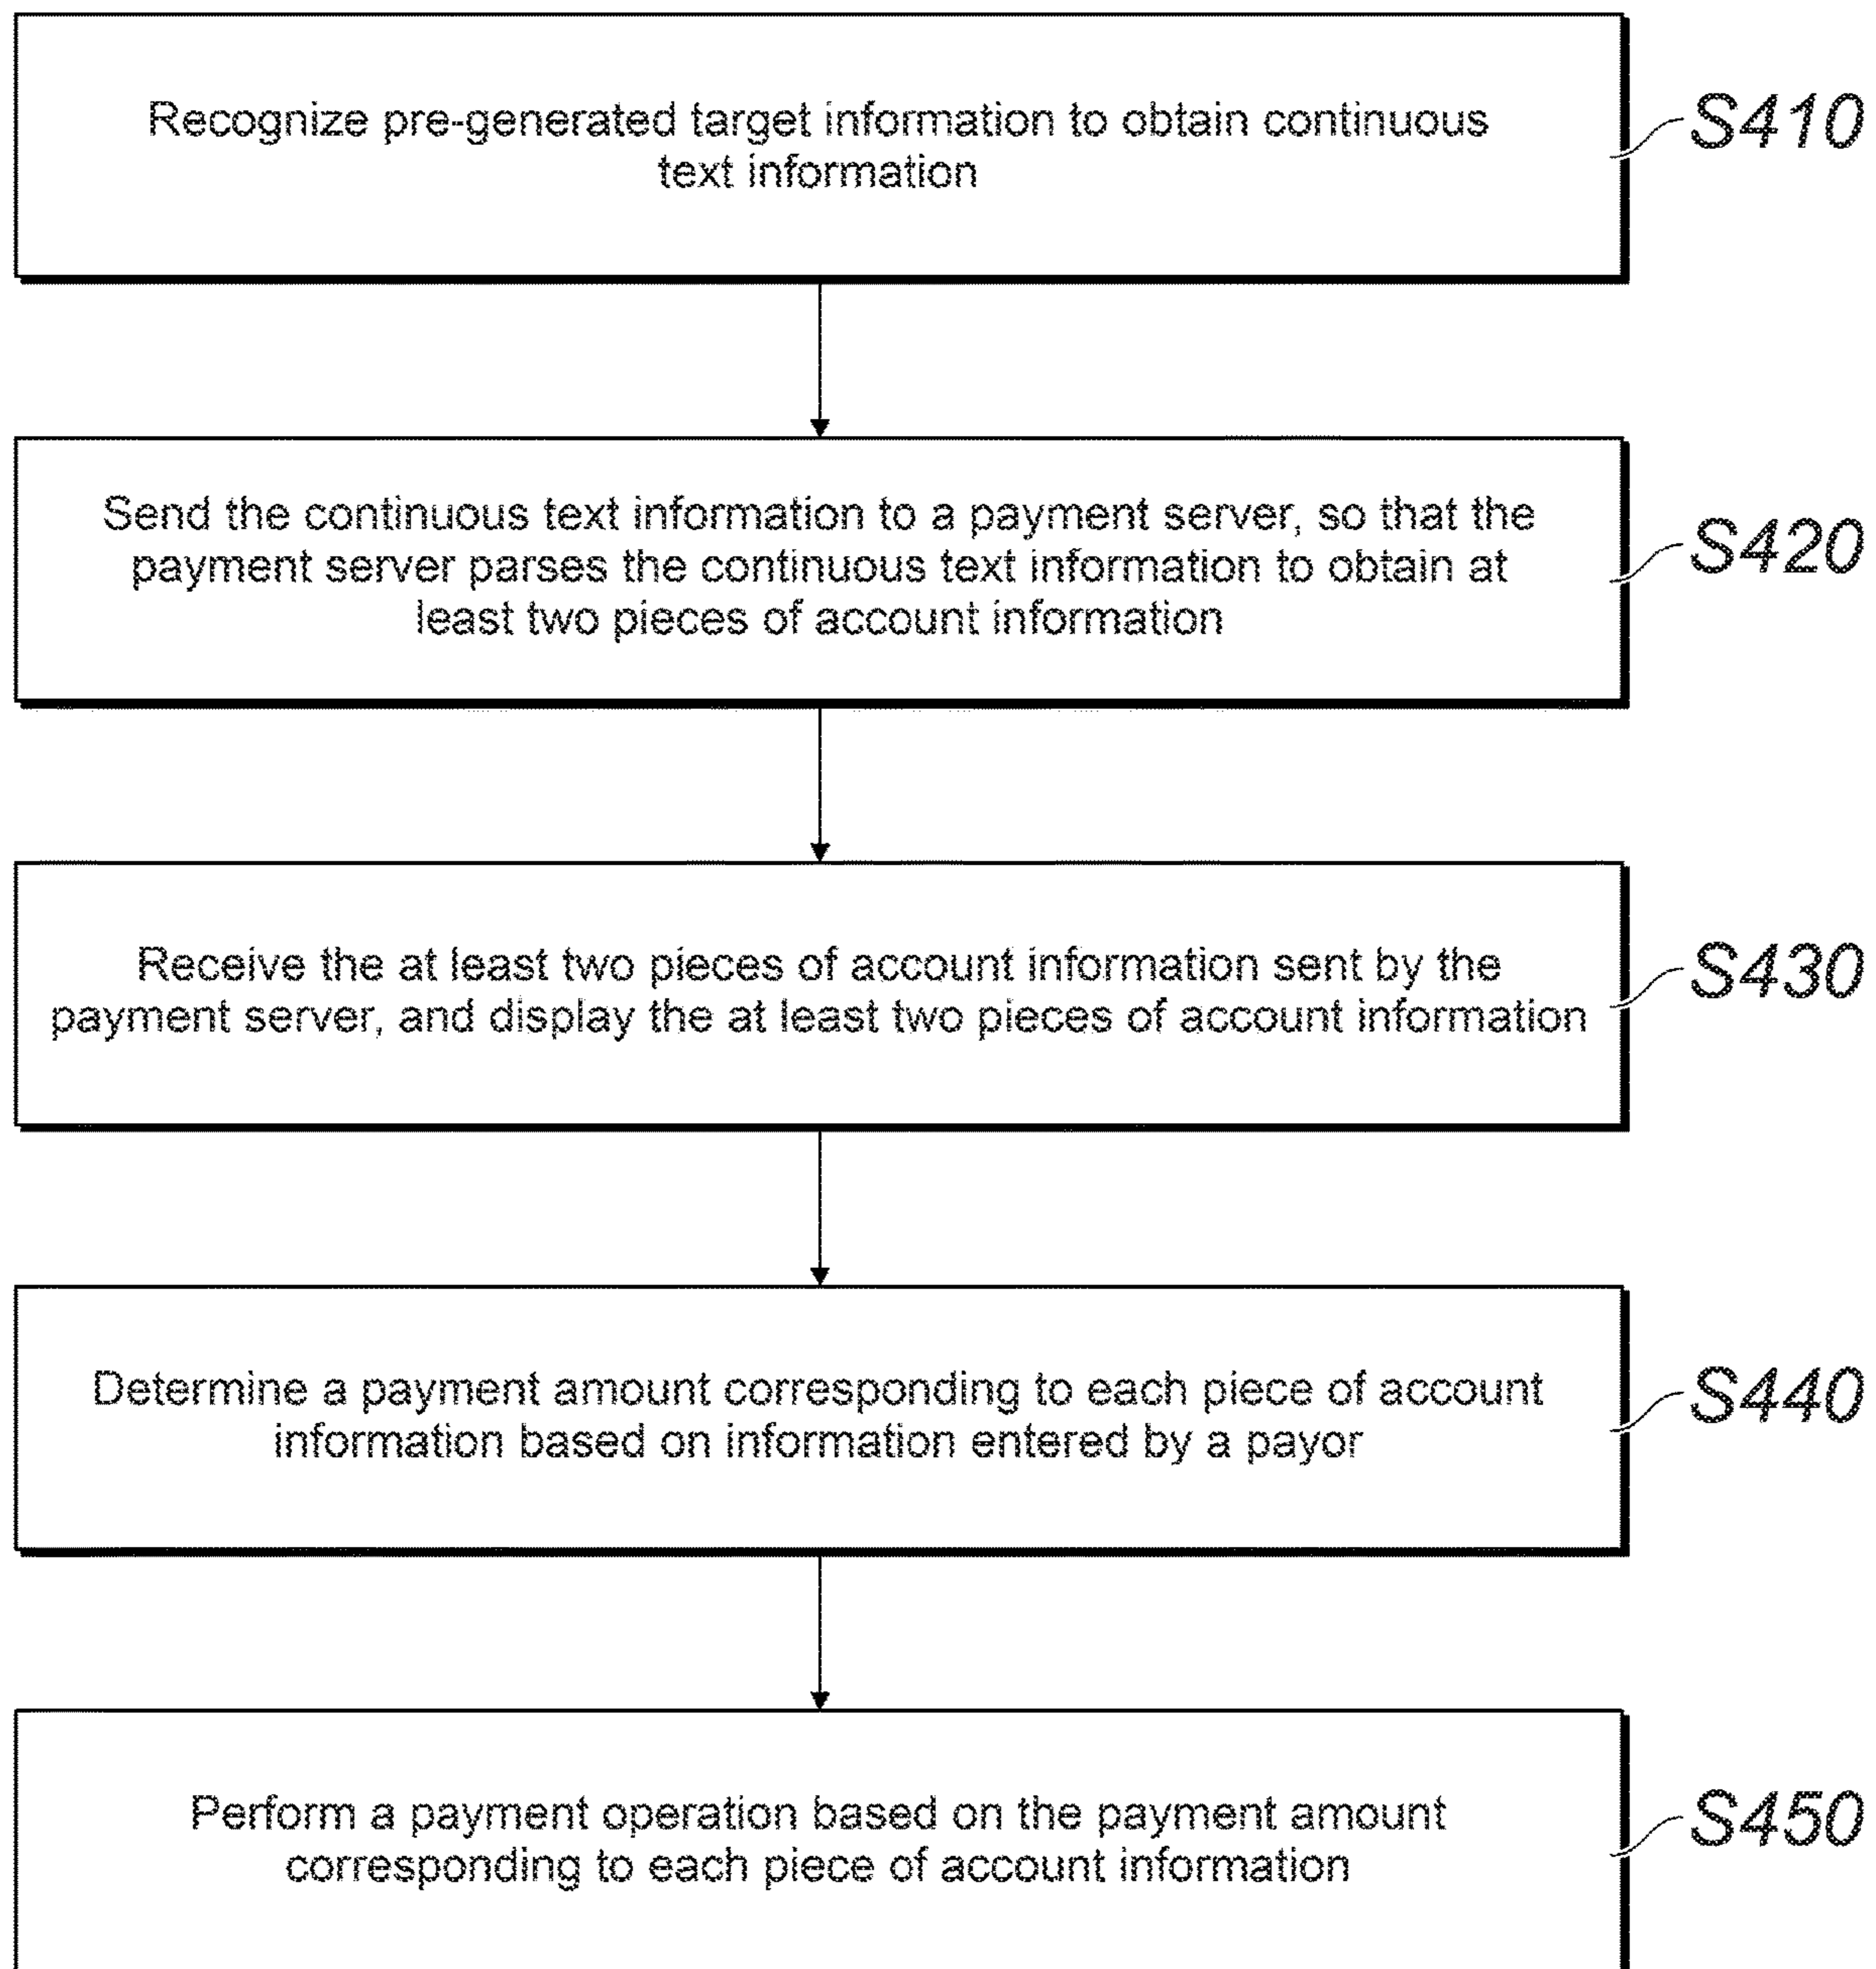 Recognize pre-generated target information to obtain continuous
text information
S410
Send the continuous text information to a payment server, so that the
payment server parses the continuous text information to obtain at
least two pieces of account information
S420
Receive the at least two pieces of account information sent by the
payment server, and display the at least two pieces of account information
S430
Determine a payment amount corresponding to each piece of account
information based on information entered by a payor
S440
Perform a payment operation based on the payment amount
corresponding to each piece of account information
S450